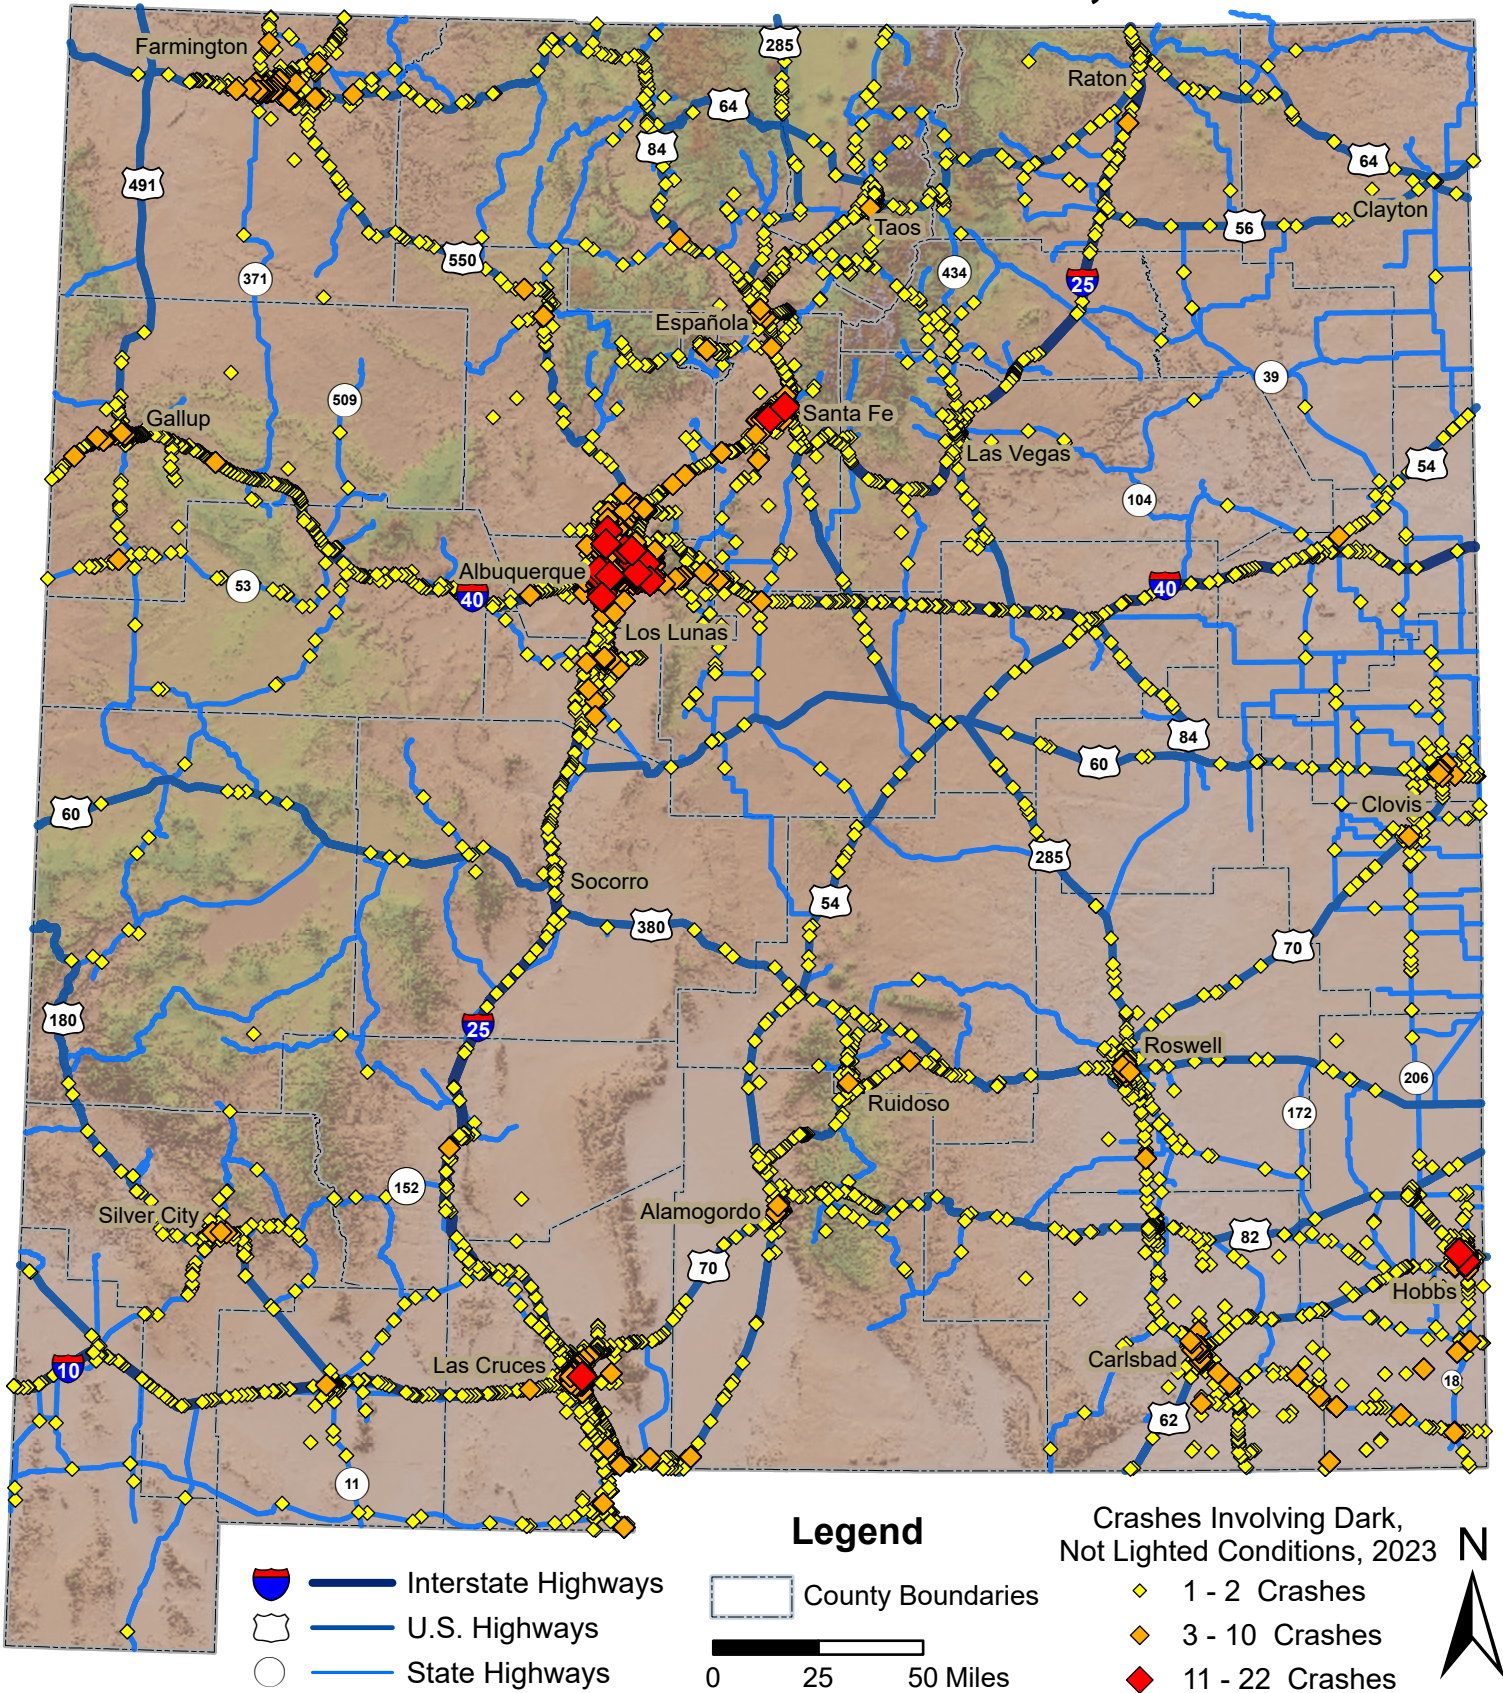 285
Farmington
Raton
64
84
64
491
Clayton
Taos
56
550
434
371
25
Española
39
509
Santa Fe
Gallup
Las Vegas
54
104
Albuquerque
53
40
40
Los Lunas
84
60
60
Clovis
285
Socorro
54
380
70
180
25
Roswell
206
Ruidoso
172
152
Silver City
Alamogordo
82
70
Hobbs
Las Cruces
Carlsbad
10
18
62
11
Legend
Interstate Highways
U.S. Highways
State Highways
County Boundaries
0 25 50 Miles
Crashes Involving Dark,
Not Lighted Conditions, 2023
1 - 2 Crashes
3 - 10 Crashes
11 - 22 Crashes
N